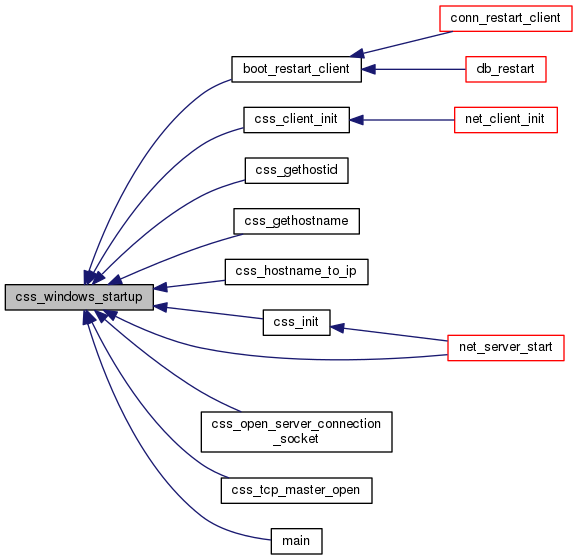 conn_restart_client
boot_restart_client
db_restart
css_client_init
net_client_init
css_gethostid
css_gethostname
css_hostname_to_ip
css_windows_startup
css_init
net_server_start
css_open_server_connection
_socket
css_tcp_master_open
main